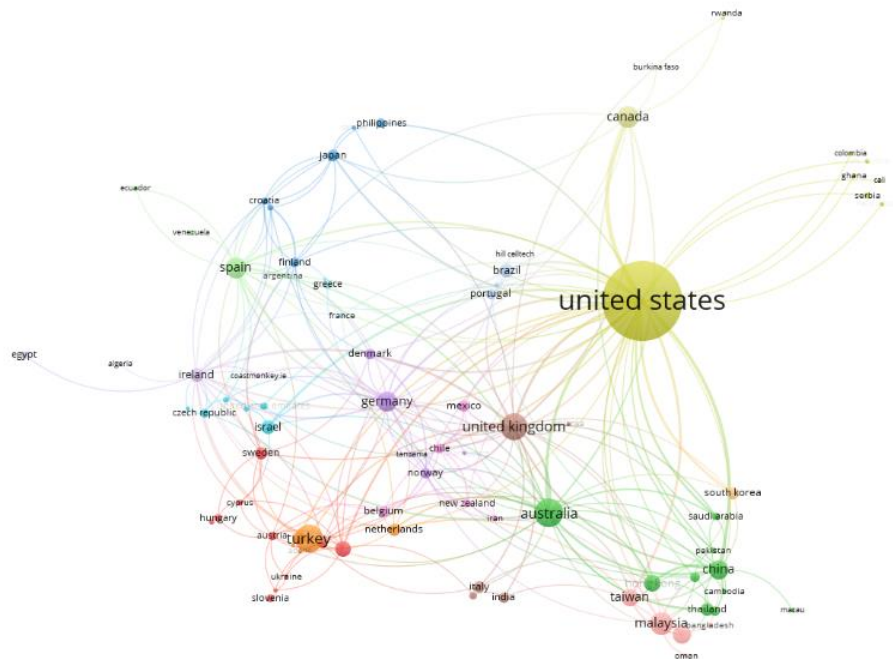 rwanda
burkina faso
canada
philippines
japan
colombia
ghana
cali
serbia
ecuador
croatia
venezuela
spain
finland
argentina
hill celltech
brazil
greece
portugal
united states
france
egypt
algeria
denmark
ireland
coastmonkey.ie
germany
mexico
czech republic
israel
united kingdom
chile
sweden
tanzania
norway
south korea
cyprus
new zealand
hungary
belgium
iran
australia
saudi arabia
netherlands
austria
turkey
pakistan
china
ukraine
hong kong
italy
cambodia
slovenia
india
taiwan
thailand
macau
malaysia
bangladesh
oman